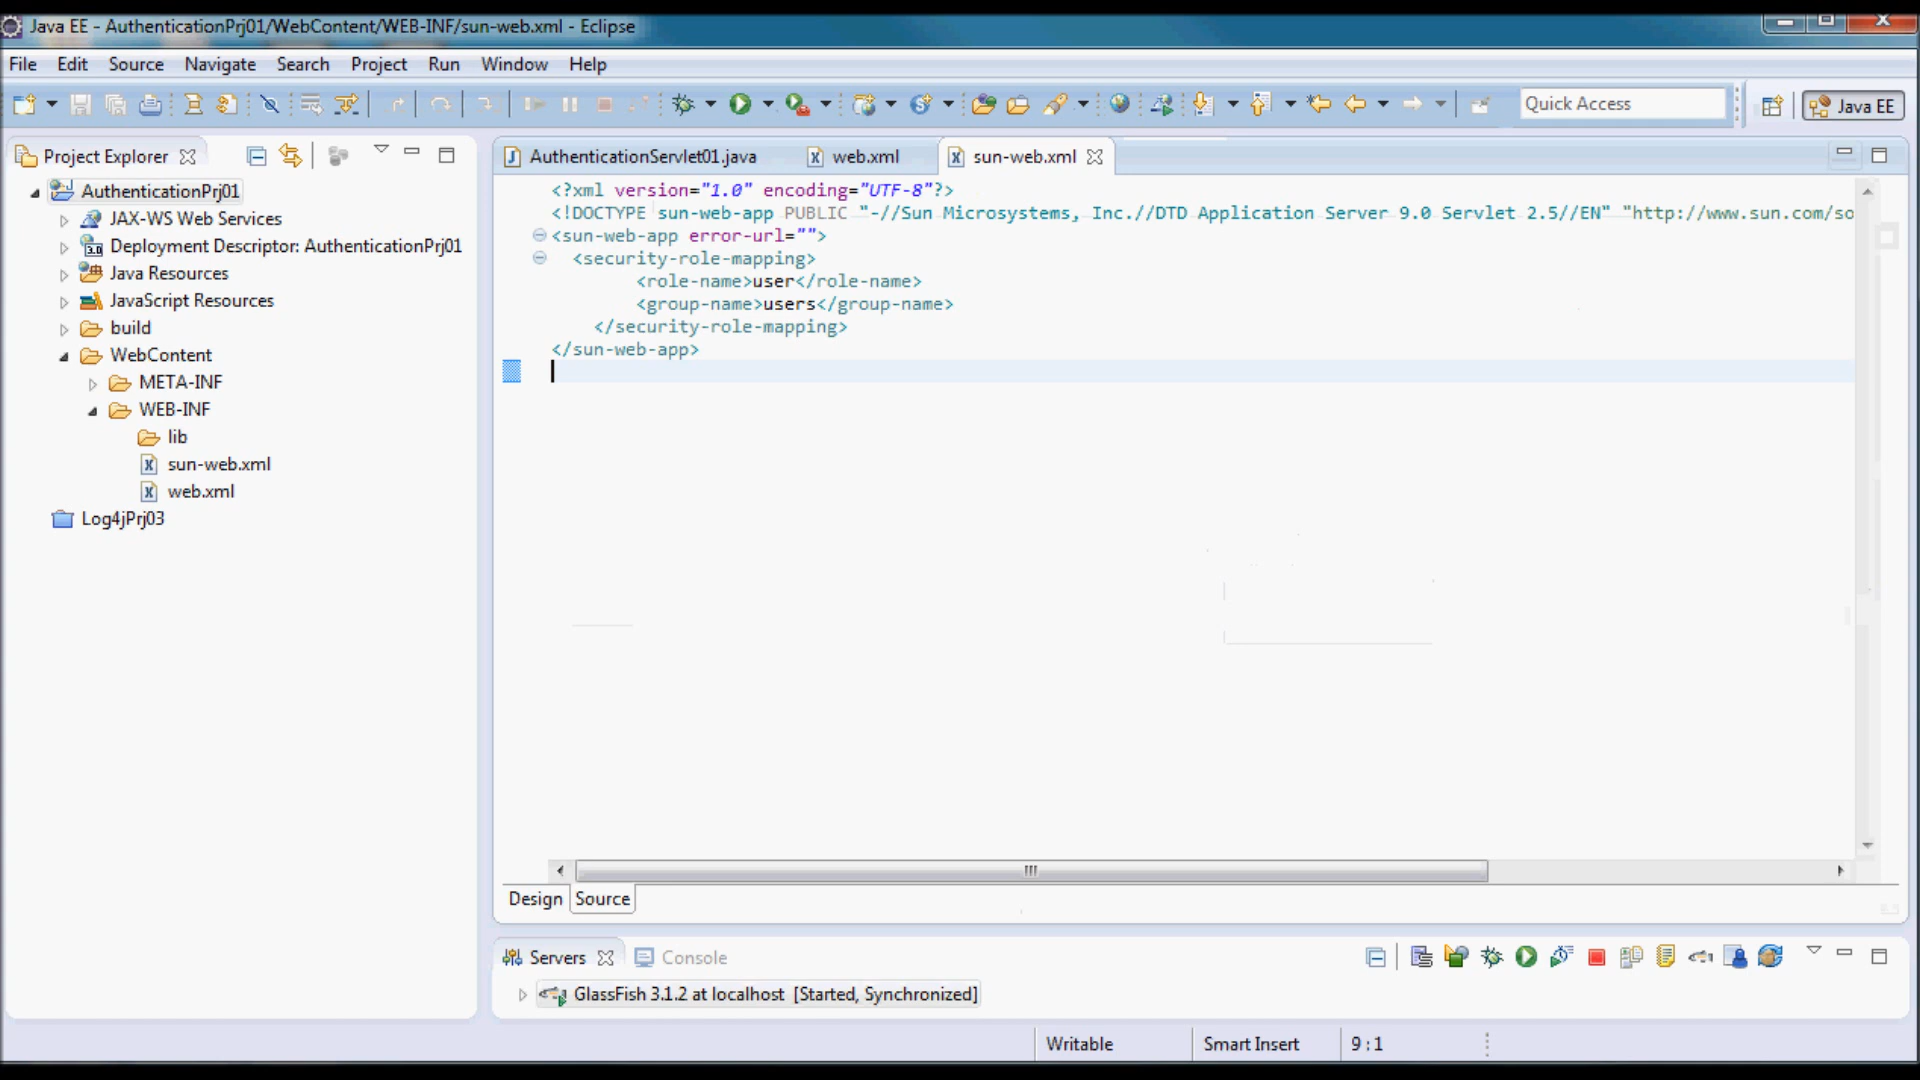 Java EE - AuthenticationPrj01/WebContent/WEB-INF/sun-web.xml - Eclipse
File Edit Source Navigate Search Project Run Window Help
Quick Access
Java EE
Project Explorer
AuthenticationPrj01
JAX-WS Web Services
Deployment Descriptor: AuthenticationPrj01
Java Resources
JavaScript Resources
build
WebContent
META-INF
WEB-INF
lib
sun-web.xml
web.xml
Log4jPrj03
AuthenticationServlet01.java web.xml sun-web.xml
<?xml version="1.0" encoding="UTF-8"?>
<!DOCTYPE sun-web-app PUBLIC "-//Sun Microsystems, Inc.//DTD Application Server 9.0 Servlet 2.5//EN" "http://www.sun.com/so
<sun-web-app error-url="">
<security-role-mapping>
<role-name>user</role-name>
<group-name>users</group-name>
</security-role-mapping>
</sun-web-app>
Design Source
Servers Console
GlassFish 3.1.2 at localhost [Started, Synchronized]
Writable Smart Insert 9 : 1